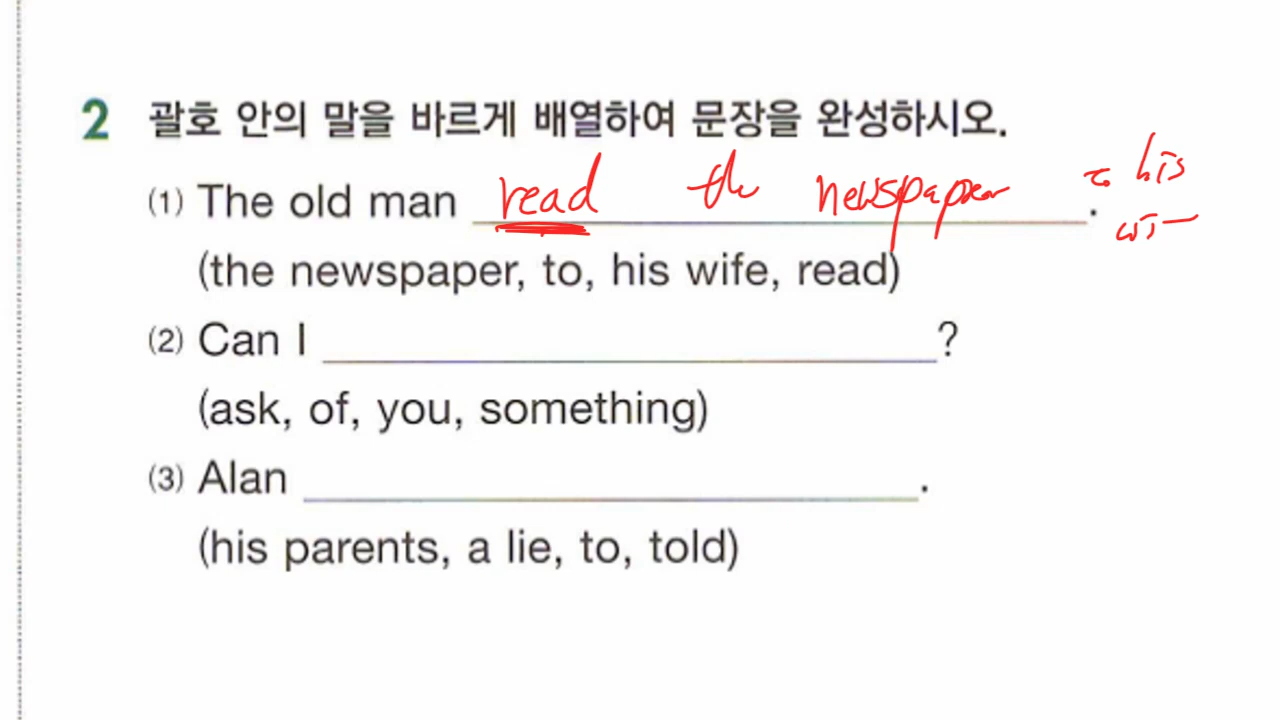 2 괄호 안의 말을 바르게 배열하여 문장을 완성하시오.
(1) The old man read the newspaper to his .
(the newspaper, to, his wife, read)
(2) Can I ____________ ?
(ask, of, you, something)
(3) Alan ____________ .
(his parents, a lie, to, told)